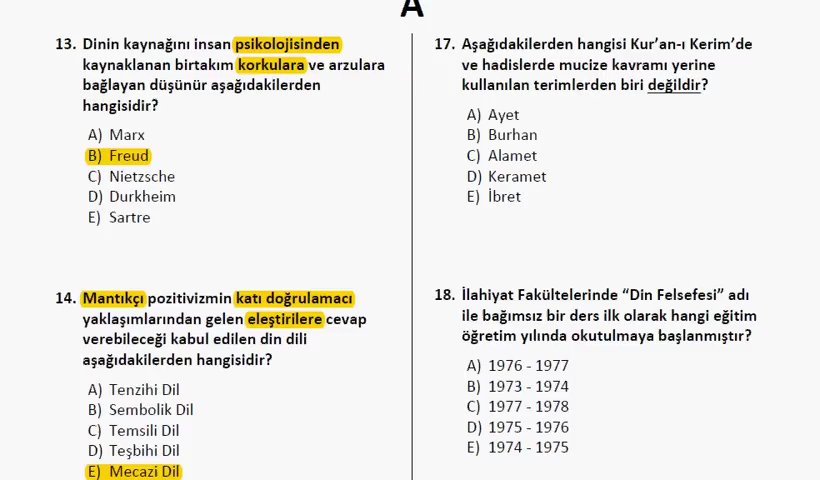 A
13. Dinin kaynağını insan psikolojisinden
kaynaklanan birtakım korkulara ve arzulara
bağlayan düşünür aşağıdakilerden
hangisidir?
A) Marx
B) Freud
C) Nietzsche
D) Durkheim
E) Sartre
14. Mantıkçı pozitivizmin katı doğrulamacı
yaklaşımlarından gelen eleştirilere cevap
verebileceği kabul edilen din dili
aşağıdakilerden hangisidir?
A) Tenzihi Dil
B) Sembolik Dil
C) Temsili Dil
D) Teşbihi Dil
E) Mecazi Dil
17. Aşağıdakilerden hangisi Kur’an-ı Kerim’de
ve hadislerde mucize kavramı yerine
kullanılan terimlerden biri değildir?
A) Ayet
B) Burhan
C) Alamet
D) Keramet
E) İbret
18. İlahiyat Fakültelerinde “Din Felsefesi” adı
ile bağımsız bir ders ilk olarak hangi eğitim
öğretim yılında okutulmaya başlanmıştır?
A) 1976 - 1977
B) 1973 - 1974
C) 1977 - 1978
D) 1975 - 1976
E) 1974 - 1975